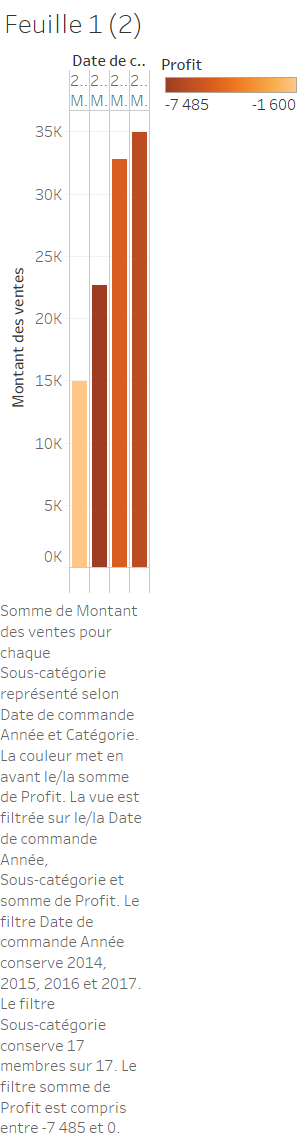 Feuille 1 (2)
Date de c..
Profit
2.. 2.. 2.. 2..
M. M. M. M.
-7 485 -1 600
35K
30K
25K
20K
15K
10K
5K
0K
Montant des ventes
Somme de Montant
des ventes pour
chaque
Sous-catégorie
représenté selon
Date de commande
Année et Catégorie.
La couleur met en
avant le/la somme
de Profit. La vue est
filtrée sur le/la Date
de commande
Année,
Sous-catégorie et
somme de Profit. Le
filtre Date de
commande Année
conserve 2014,
2015, 2016 et 2017.
Le filtre
Sous-catégorie
conserve 17
membres sur 17. Le
filtre somme de
Profit est compris
entre -7 485 et 0.